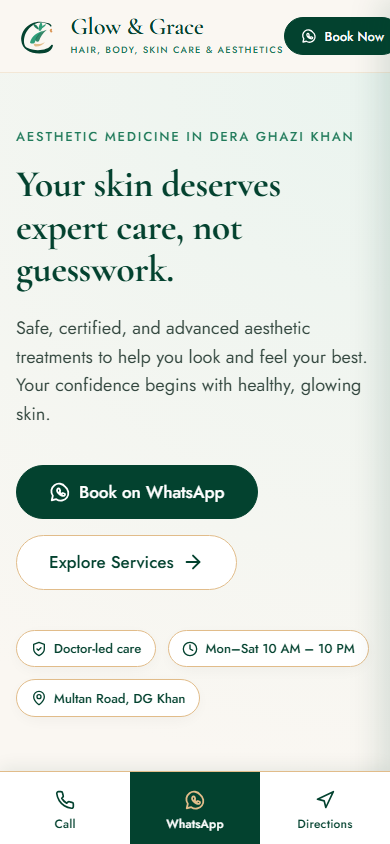 Glow & Grace
HAIR, BODY, SKIN CARE & AESTHETICS
Book Now
AESTHETIC MEDICINE IN DERA GHAZI KHAN
Your skin deserves
expert care, not
guesswork.
Safe, certified, and advanced aesthetic
treatments to help you look and feel your best.
Your confidence begins with healthy, glowing
skin.
Book on WhatsApp
Explore Services
Doctor-led care
Mon–Sat 10 AM – 10 PM
Multan Road, DG Khan
Call
WhatsApp
Directions